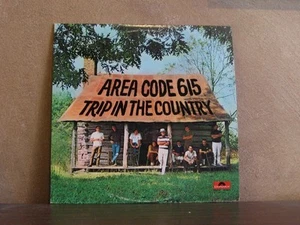 AREA CODE 615
TRIP IN THE COUNTRY